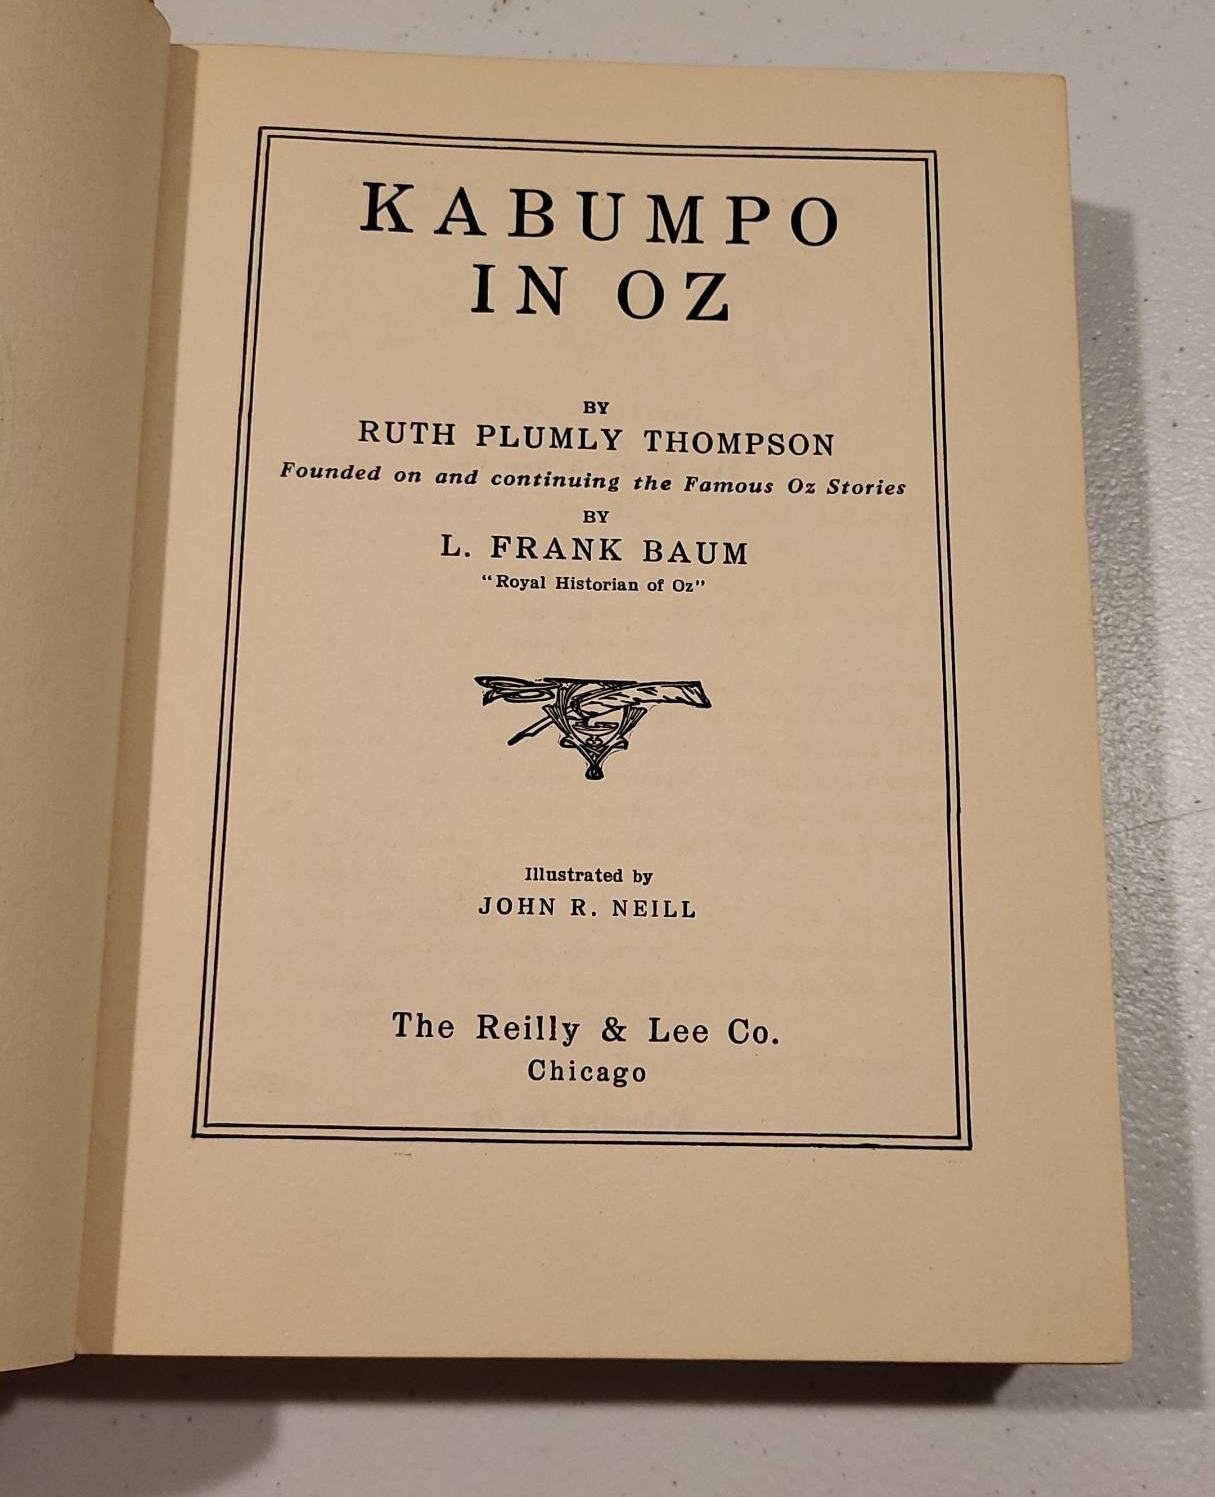 KABUMPO
IN OZ
BY
RUTH PLUMLY THOMPSON
Founded on and continuing the Famous Oz Stories
BY
L. FRANK BAUM
“Royal Historian of Oz”
Illustrated by
JOHN R. NEILL
The Reilly & Lee Co.
Chicago